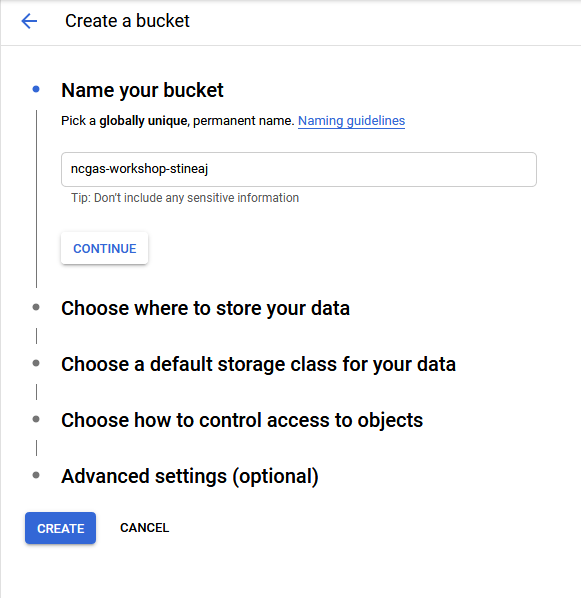 Create a bucket
Name your bucket
Pick a globally unique, permanent name. Naming guidelines
ncgas-workshop-stineaj
Tip: Don’t include any sensitive information
CONTINUE
Choose where to store your data
Choose a default storage class for your data
Choose how to control access to objects
Advanced settings (optional)
CREATE CANCEL